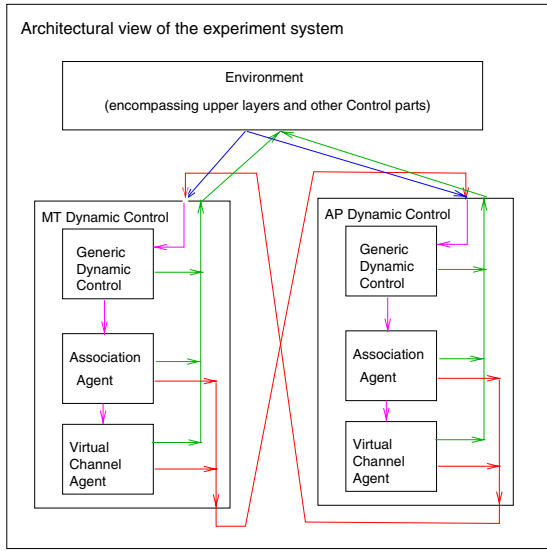 Architectural view of the experiment system
Environment
(encompassing upper layers and other Control parts)
MT Dynamic Control
Generic
Dynamic
Control
Association
Agent
Virtual
Channel
Agent
AP Dynamic Control
Generic
Dynamic
Control
Association
Agent
Virtual
Channel
Agent